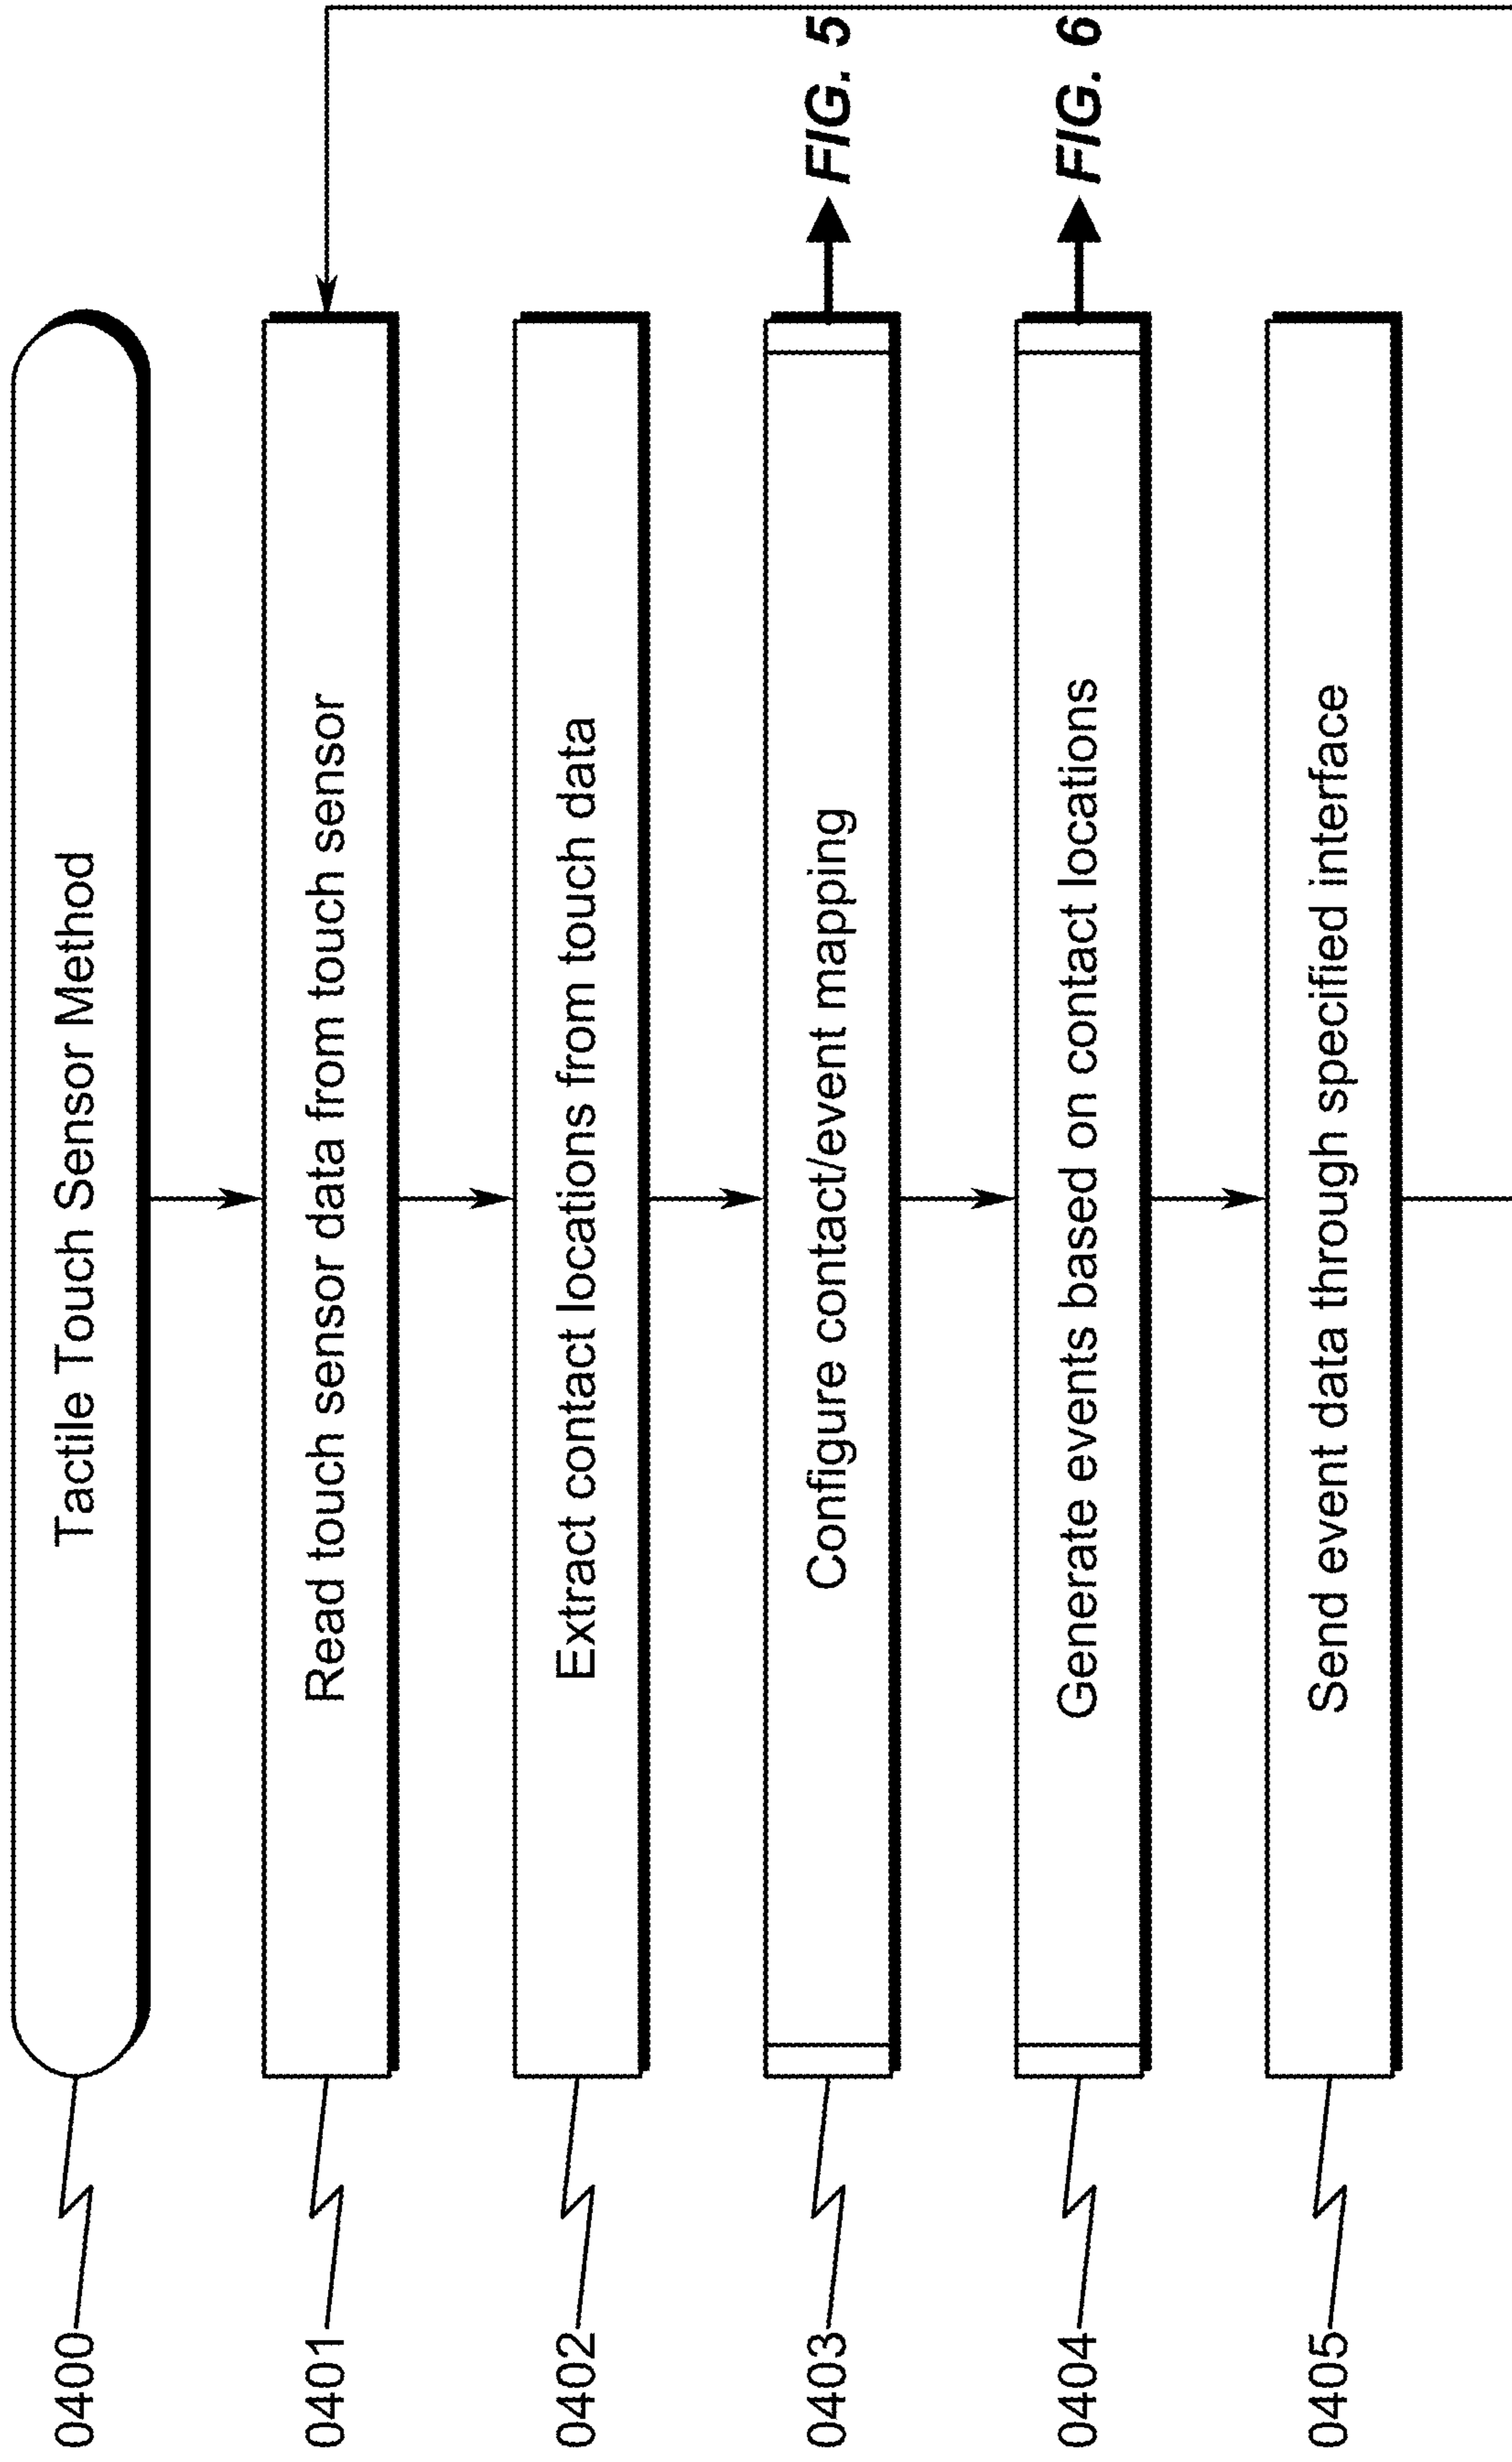 0400
Tactile Touch Sensor Method
0401
Read touch sensor data from touch sensor
0402
Extract contact locations from touch data
0403
Configure contact/event mapping
FIG. 5
0404
Generate events based on contact locations
FIG. 6
0405
Send event data through specified interface